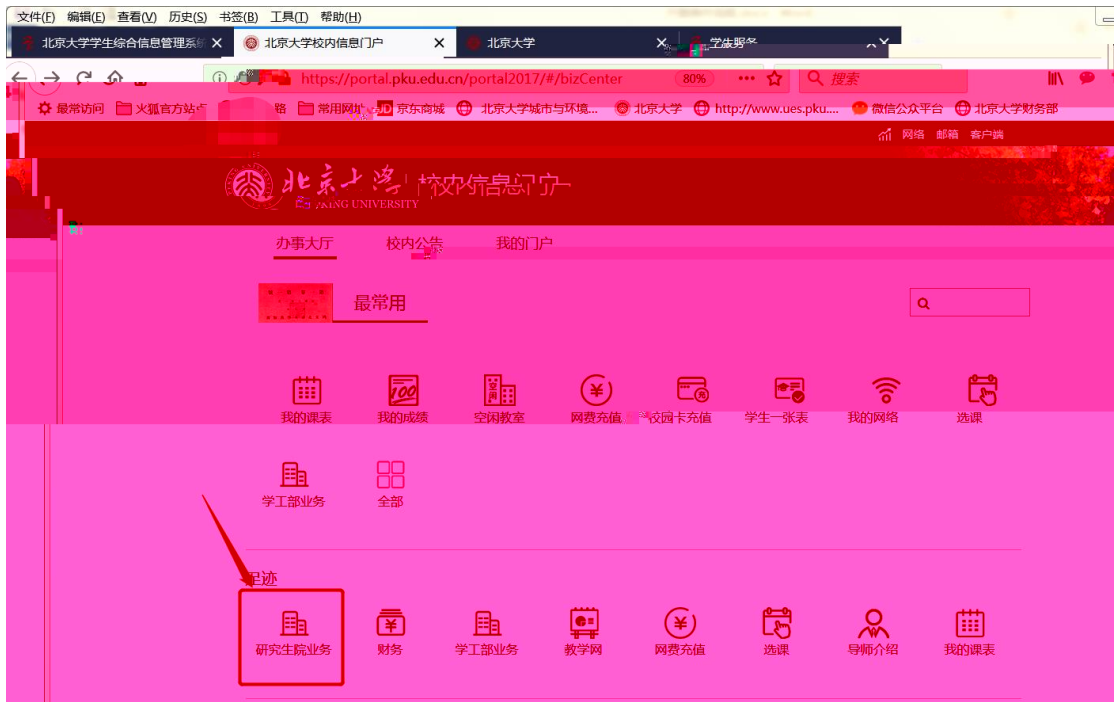 文件(F) 编辑(E) 查看(V) 历史(S) 书签(B) 工具(T) 帮助(H)
北京大学学生综合信息管理系统 北京大学校内信息门户 北京大学
https://portal.pku.edu.cn/portal2017/#/bizCenter 80% 搜索
最常访问 火狐官方站点 常用网址 JD 京东商城 北京大学城市与环境... 北京大学 http://www.ues.pku.... 微信公众平台 北京大学财务部
网络 邮箱 客户端
北京大学 校内信息门户
UNIVERSITY
办事大厅 校内公告 我的门户
最常用
我的课表 我的成绩 空闲教室 网费充值 校园卡充值 学生一张表 我的网络 选课
学工部业务 全部
足迹
研究生院业务 财务 学工部业务 教学网 网费充值 选课 导师介绍 我的课表